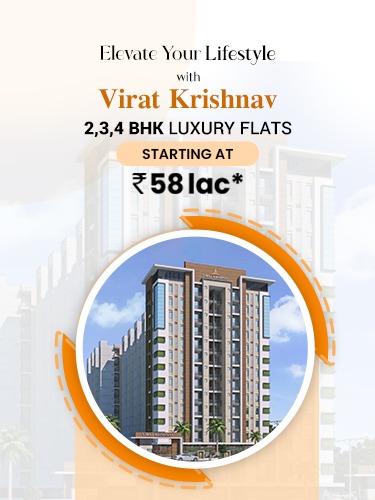 Elevate Your Lifestyle
with
Virat Krishnav
2,3,4 BHK LUXURY FLATS
STARTING AT
₹58 lac*